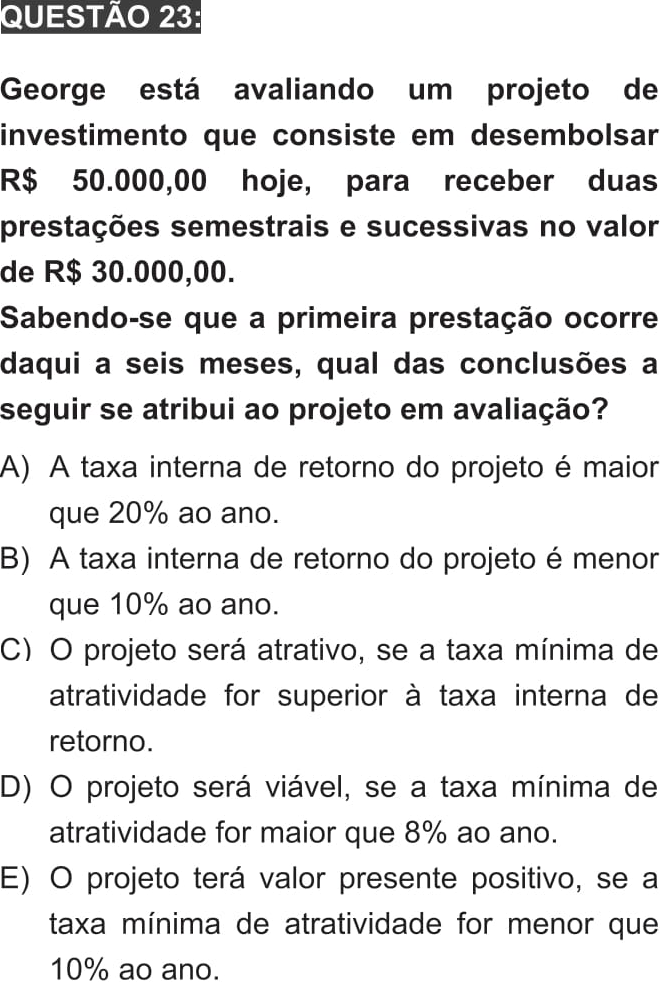 QUESTÃO 23:
George está avaliando um projeto de
investimento que consiste em desembolsar
R$ 50.000,00 hoje, para receber duas
prestações semestrais e sucessivas no valor
de R$ 30.000,00.
Sabendo-se que a primeira prestação ocorre
daqui a seis meses, qual das conclusões a
seguir se atribui ao projeto em avaliação?
A) A taxa interna de retorno do projeto é maior
que 20% ao ano.
B) A taxa interna de retorno do projeto é menor
que 10% ao ano.
C) O projeto será atrativo, se a taxa mínima de
atratividade for superior à taxa interna de
retorno.
D) O projeto será viável, se a taxa mínima de
atratividade for maior que 8% ao ano.
E) O projeto terá valor presente positivo, se a
taxa mínima de atratividade for menor que
10% ao ano.